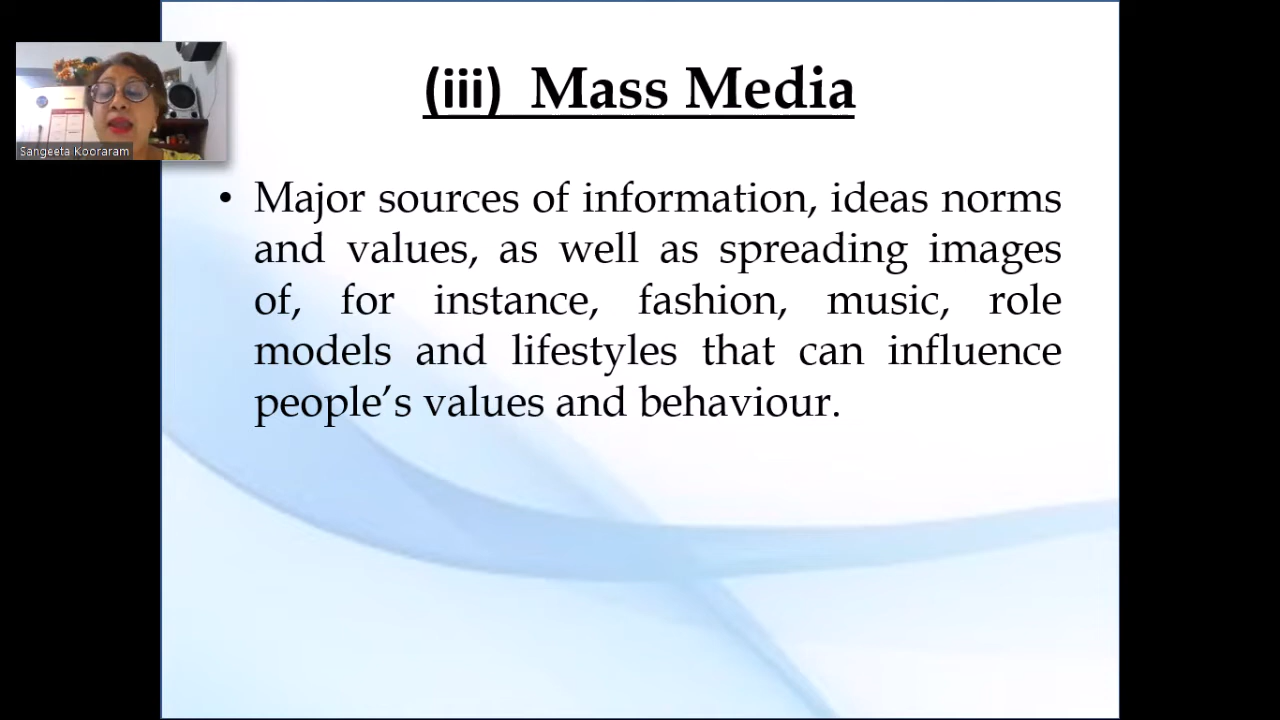 (iii) Mass Media
Sangeeta Kooraram
• Major sources of information, ideas norms
and values, as well as spreading images
of, for instance, fashion, music, role
models and lifestyles that can influence
people’s values and behaviour.